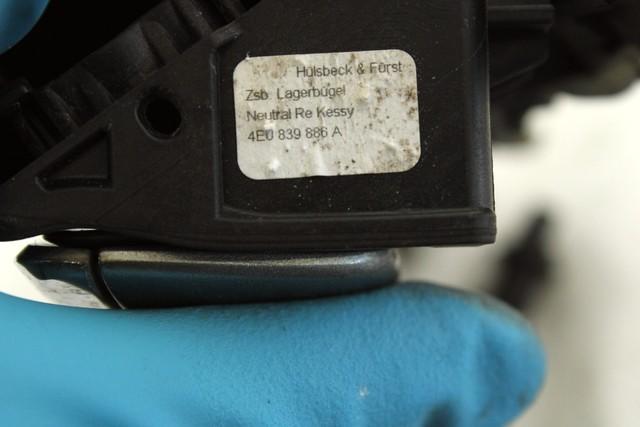 Hülsbeck & Fürst
Zsb. Lagerbügel
Neutral Re Kessy
4E0 839 886 A